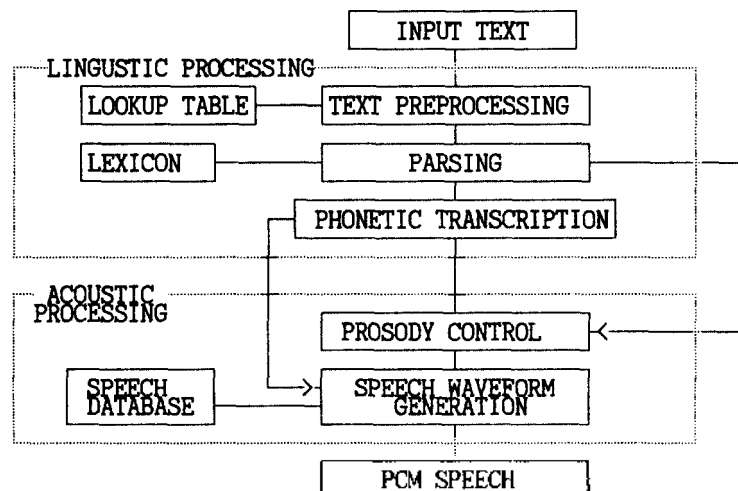 INPUT TEXT
LINGUSTIC PROCESSING
LOOKUP TABLE
TEXT PREPROCESSING
LEXICON
PARSING
PHONETIC TRANSCRIPTION
ACOUSTIC
PROCESSING
PROSODY CONTROL
SPEECH
DATABASE
SPEECH WAVEFORM
GENERATION
PCM SPEECH